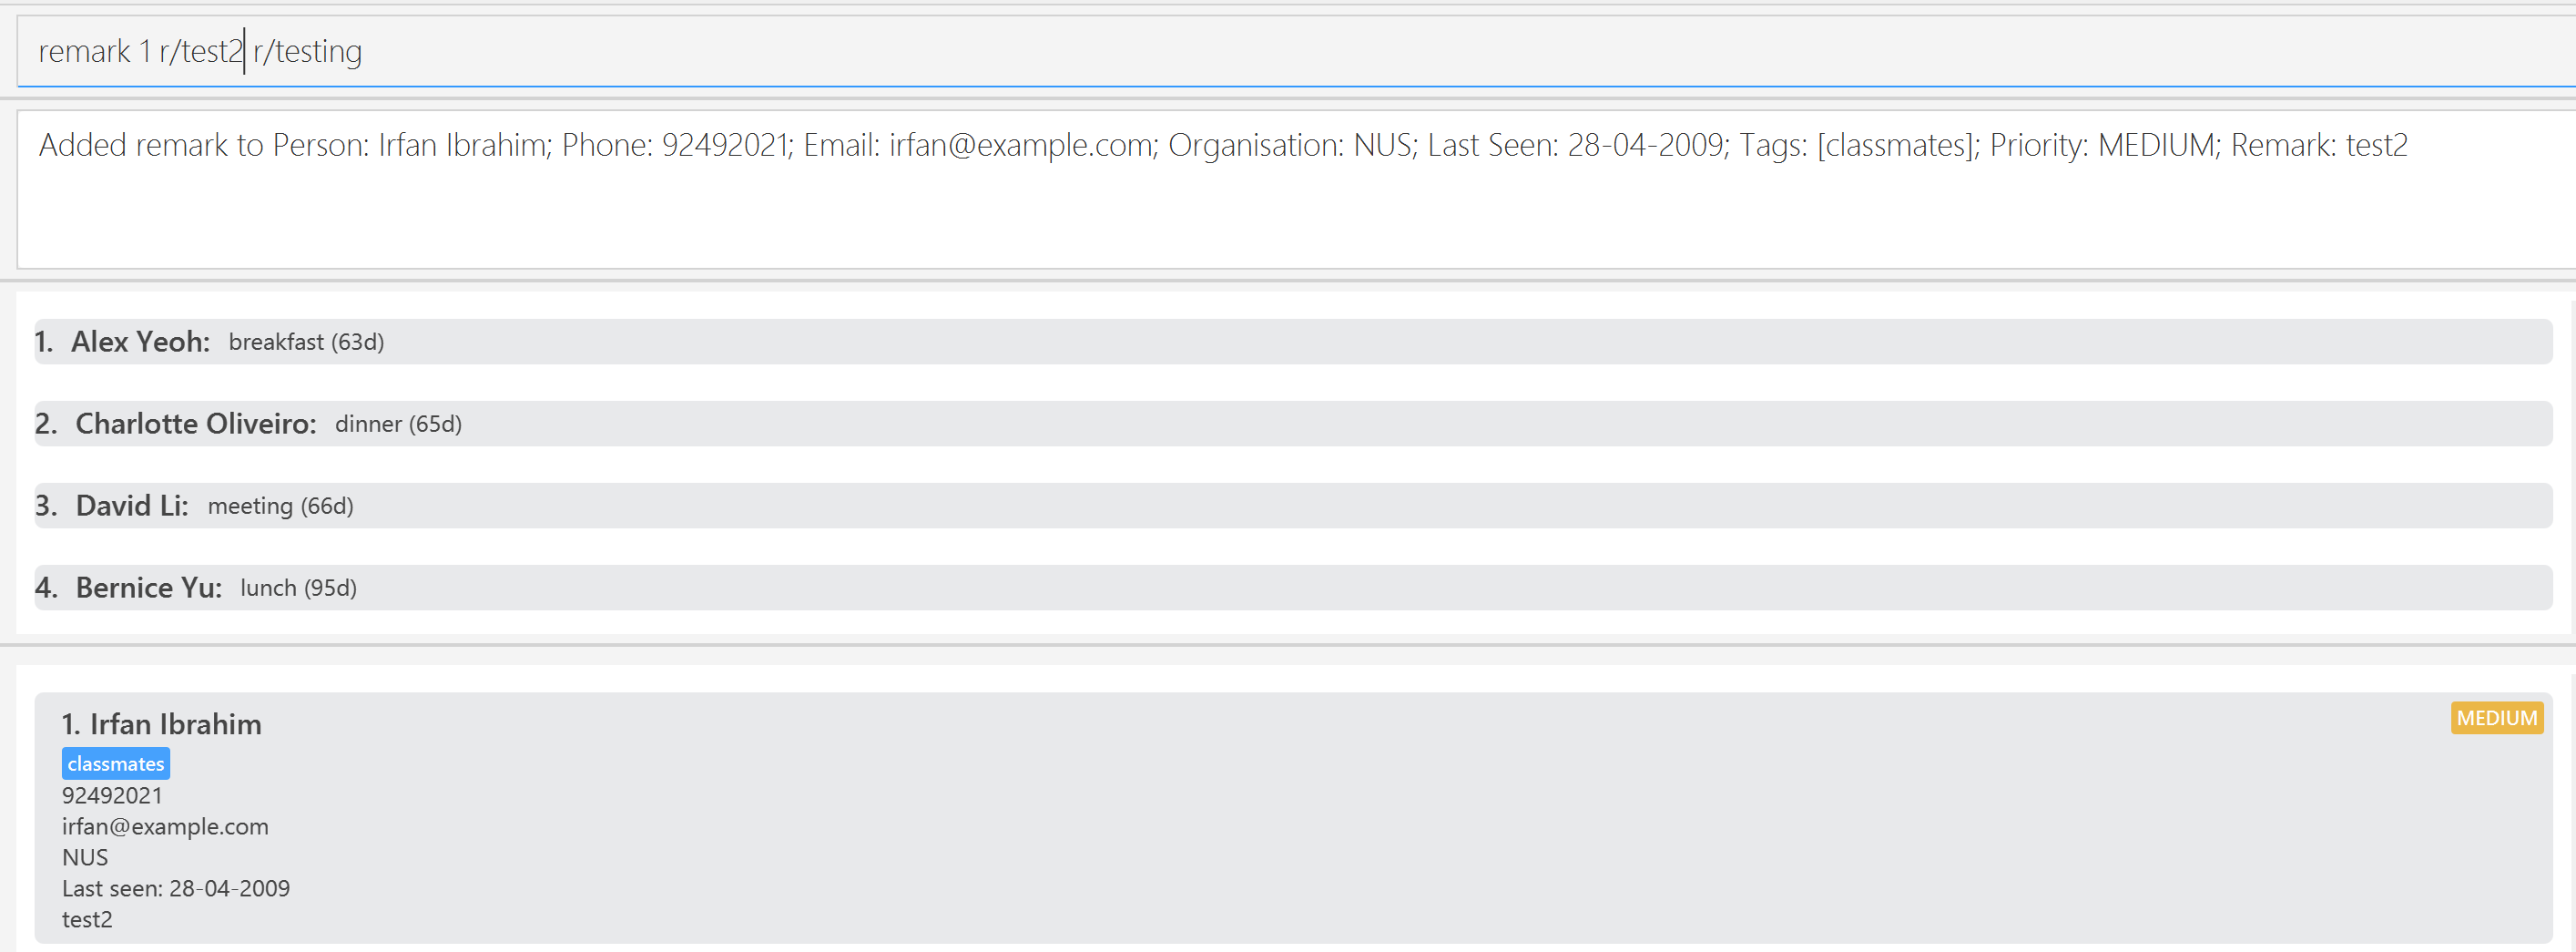 remark 1 r/test2 r/testing
Added remark to Person: Irfan Ibrahim; Phone: 92492021; Email: irfan@example.com; Organisation: NUS; Last Seen: 28-04-2009; Tags: [classmates]; Priority: MEDIUM; Remark: test2
1. Alex Yeoh: breakfast (63d)
2. Charlotte Oliveiro: dinner (65d)
3. David Li: meeting (66d)
4. Bernice Yu: lunch (95d)
1. Irfan Ibrahim
MEDIUM
classmates
92492021
irfan@example.com
NUS
Last seen: 28-04-2009
test2